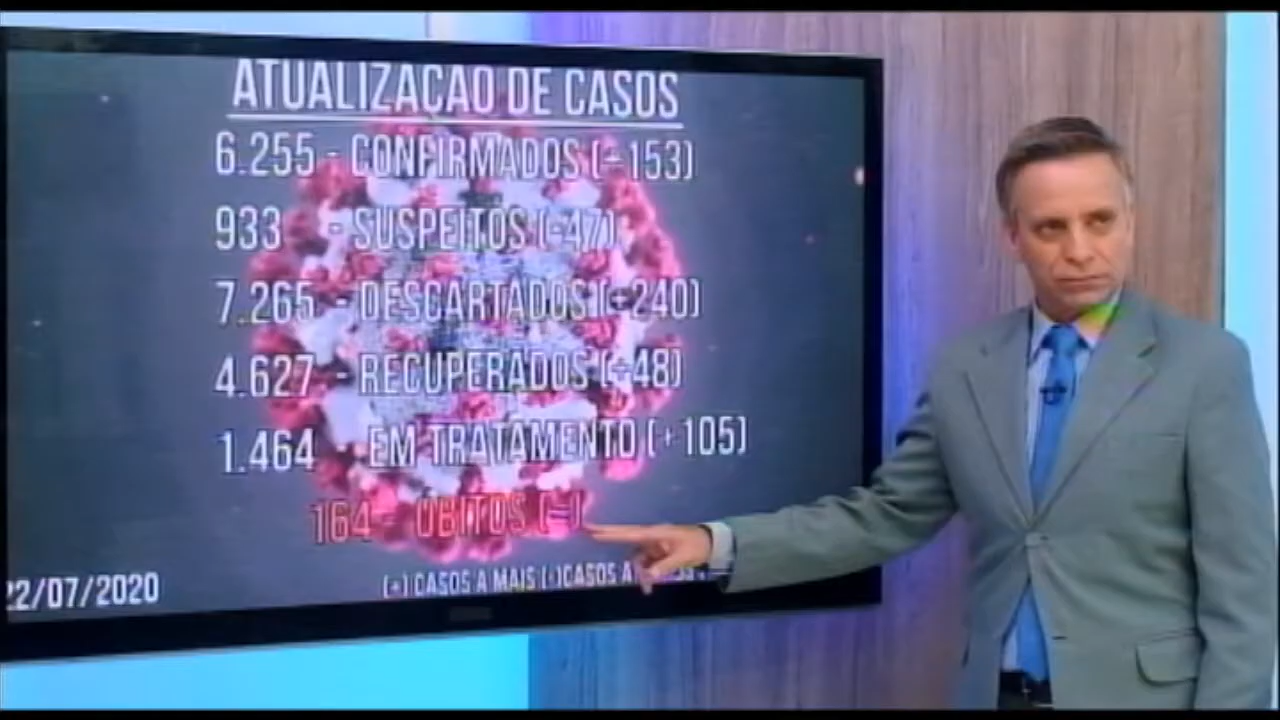 ATUALIZAÇAO DE CASOS
6.255 - CONFIRMADOS (+153)
933 - SUSPEITOS (-47)
7.265 - DESCARTADOS (+240)
4.627 - RECUPERADOS (+48)
1.464 EM TRATAMENTO (+105)
164 - ÓBITOS (=)
22/07/2020
(+) CASOS A MAIS (-)CASOS A